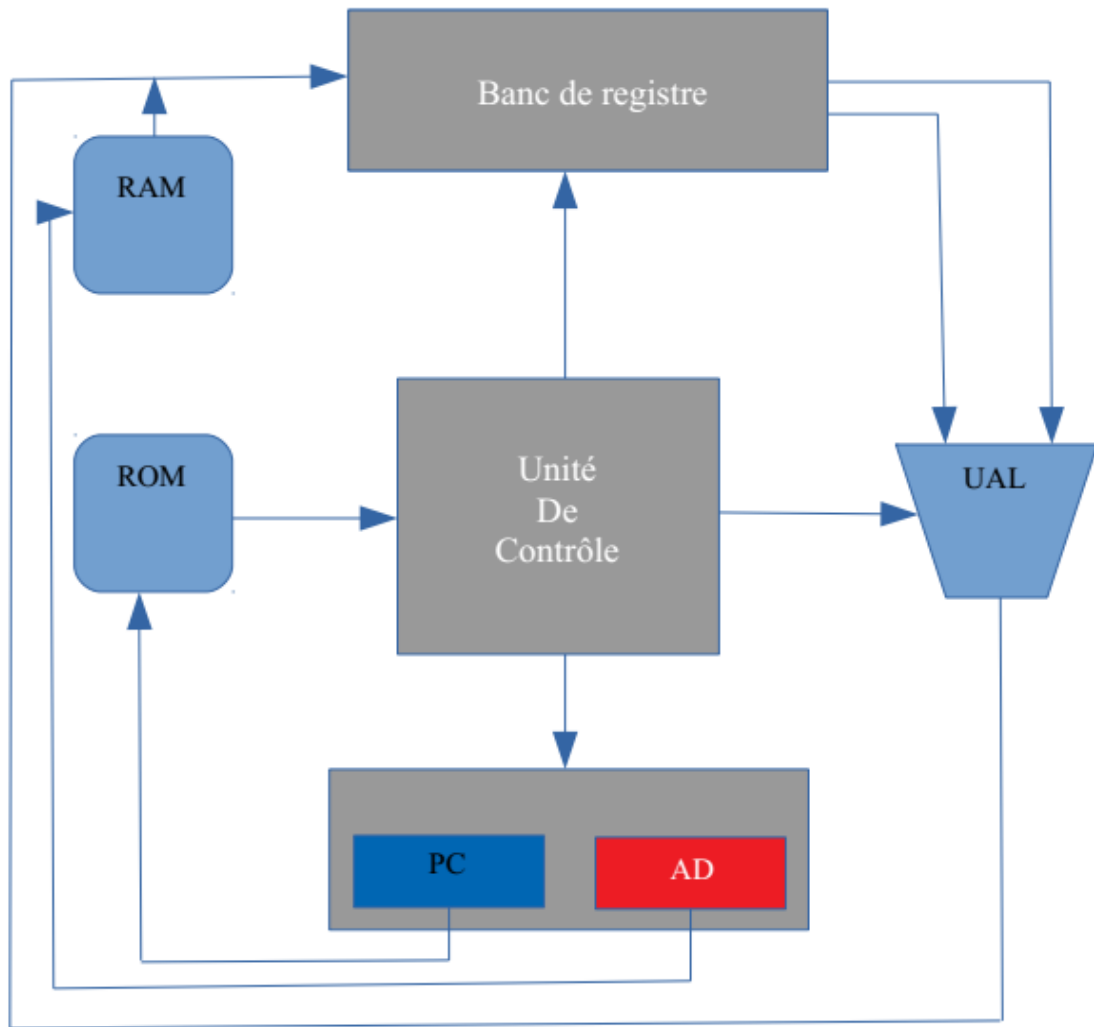 Banc de registre
RAM
ROM
Unité
De
Contrôle
UAL
PC
AD